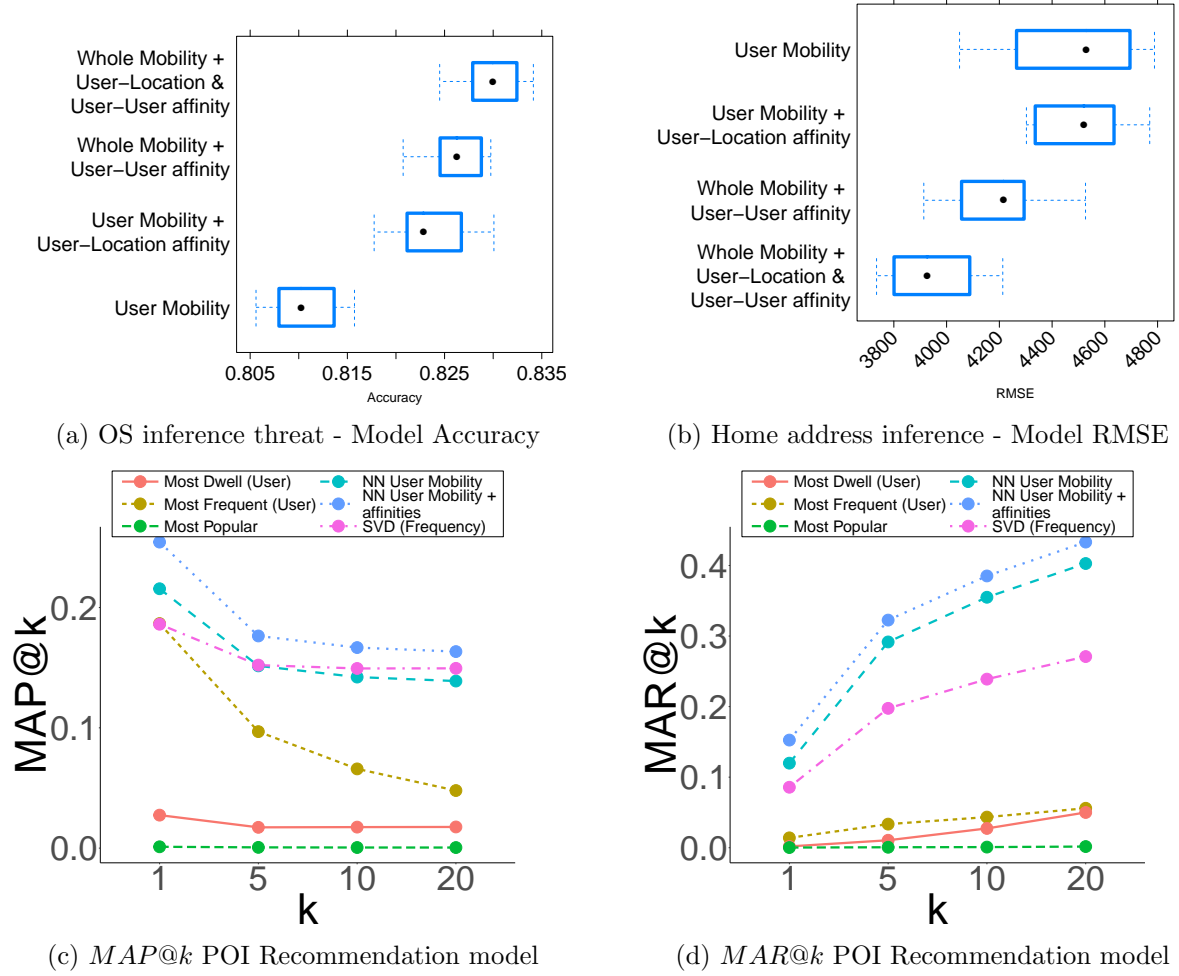 Whole Mobility +
User−Location &
User−User affinity
Whole Mobility +
User−User affinity
User Mobility +
User−Location affinity
User Mobility
0.805 0.815 0.825 0.835
Accuracy
(a) OS inference threat - Model Accuracy
User Mobility
User Mobility +
User−Location affinity
Whole Mobility +
User−User affinity
Whole Mobility +
User−Location &
User−User affinity
3800 4000 4200 4400 4600 4800
RMSE
(b) Home address inference - Model RMSE
Most Dwell (User)
Most Frequent (User)
Most Popular
NN User Mobility
NN User Mobility +
affinities
SVD (Frequency)
MAP@k
0.2
0.1
0.0
1 5 10 20
k
(c) MAP@k POI Recommendation model
Most Dwell (User)
Most Frequent (User)
Most Popular
NN User Mobility
NN User Mobility +
affinities
SVD (Frequency)
MAR@k
0.4
0.3
0.2
0.1
0.0
1 5 10 20
k
(d) MAR@k POI Recommendation model